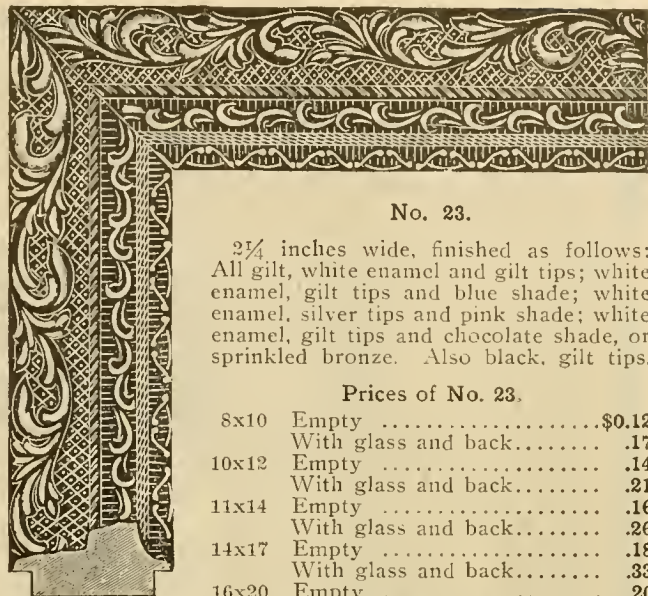 No. 23.
2¼ inches wide, finished as follows:
All gilt, white enamel and gilt tips; white
enamel, gilt tips and blue shade; white
enamel, silver tips and pink shade; white
enamel, gilt tips and chocolate shade, or
sprinkled bronze. Also black, gilt tips.
Prices of No. 23.
8x10 Empty ..................... $0.12
With glass and back........ .17
10x12 Empty ..................... .14
With glass and back........ .21
11x14 Empty ..................... .16
With glass and back........ .26
14x17 Empty ..................... .18
With glass and back........ .33
16x20 Empty ..................... .20